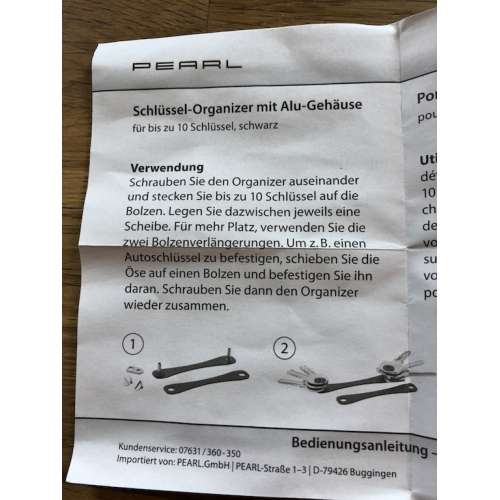 PEARL
Schlüssel-Organizer mit Alu-Gehäuse
für bis zu 10 Schlüssel, schwarz
Verwendung
Schrauben Sie den Organizer auseinander
und stecken Sie bis zu 10 Schlüssel auf die
Bolzen. Legen Sie dazwischen jeweils eine
Scheibe. Für mehr Platz, verwenden Sie die
zwei Bolzenverlängerungen. Um z. B. einen
Autoschlüssel zu befestigen, schieben Sie die
Öse auf einen Bolzen und befestigen Sie ihn
daran. Schrauben Sie dann den Organizer
wieder zusammen.
1
2
Kundenservice: 07631/360-350
Importiert von: PEARL.GmbH | PEARL-Straße 1–3 | D-79426 Buggingen
Bedienungsanleitung –
pou
Uti
10
de